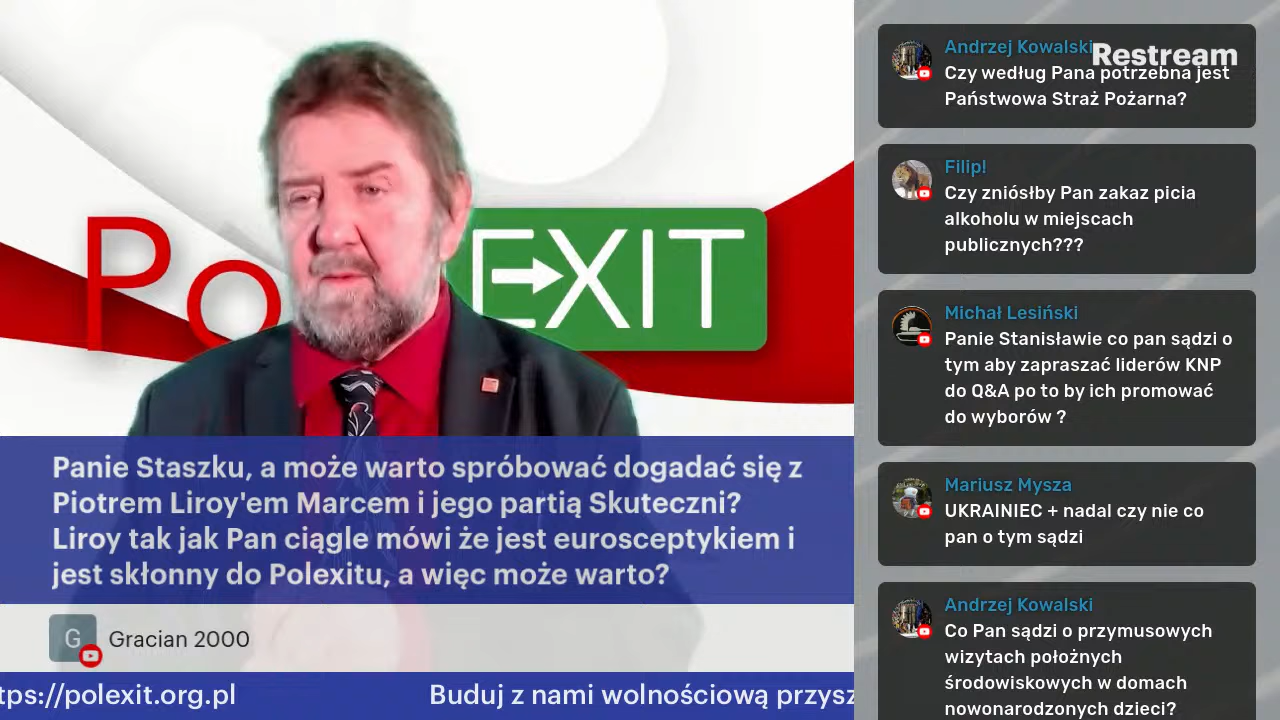 Po EXIT
Panie Staszku, a może warto spróbować dogadać się z
Piotrem Liroy'em Marcem i jego partią Skuteczni?
Liroy tak jak Pan ciągle mówi że jest eurosceptykiem i
jest skłonny do Polexitu, a więc może warto?
G
Gracian 2000
tps://polexit.org.pl
Buduj z nami wolnościową przysz
Restream
Andrzej Kowalski
Czy według Pana potrzebna jest
Państwowa Straż Pożarna?
Filip!
Czy zniósłby Pan zakaz picia
alkoholu w miejscach
publicznych???
Michał Lesiński
Panie Stanisławie co pan sądzi o
tym aby zapraszać liderów KNP
do Q&A po to by ich promować
do wyborów ?
Mariusz Mysza
UKRAINIEC + nadal czy nie co
pan o tym sądzi
Andrzej Kowalski
Co Pan sądzi o przymusowych
wizytach położnych
środowiskowych w domach
nowonarodzonych dzieci?